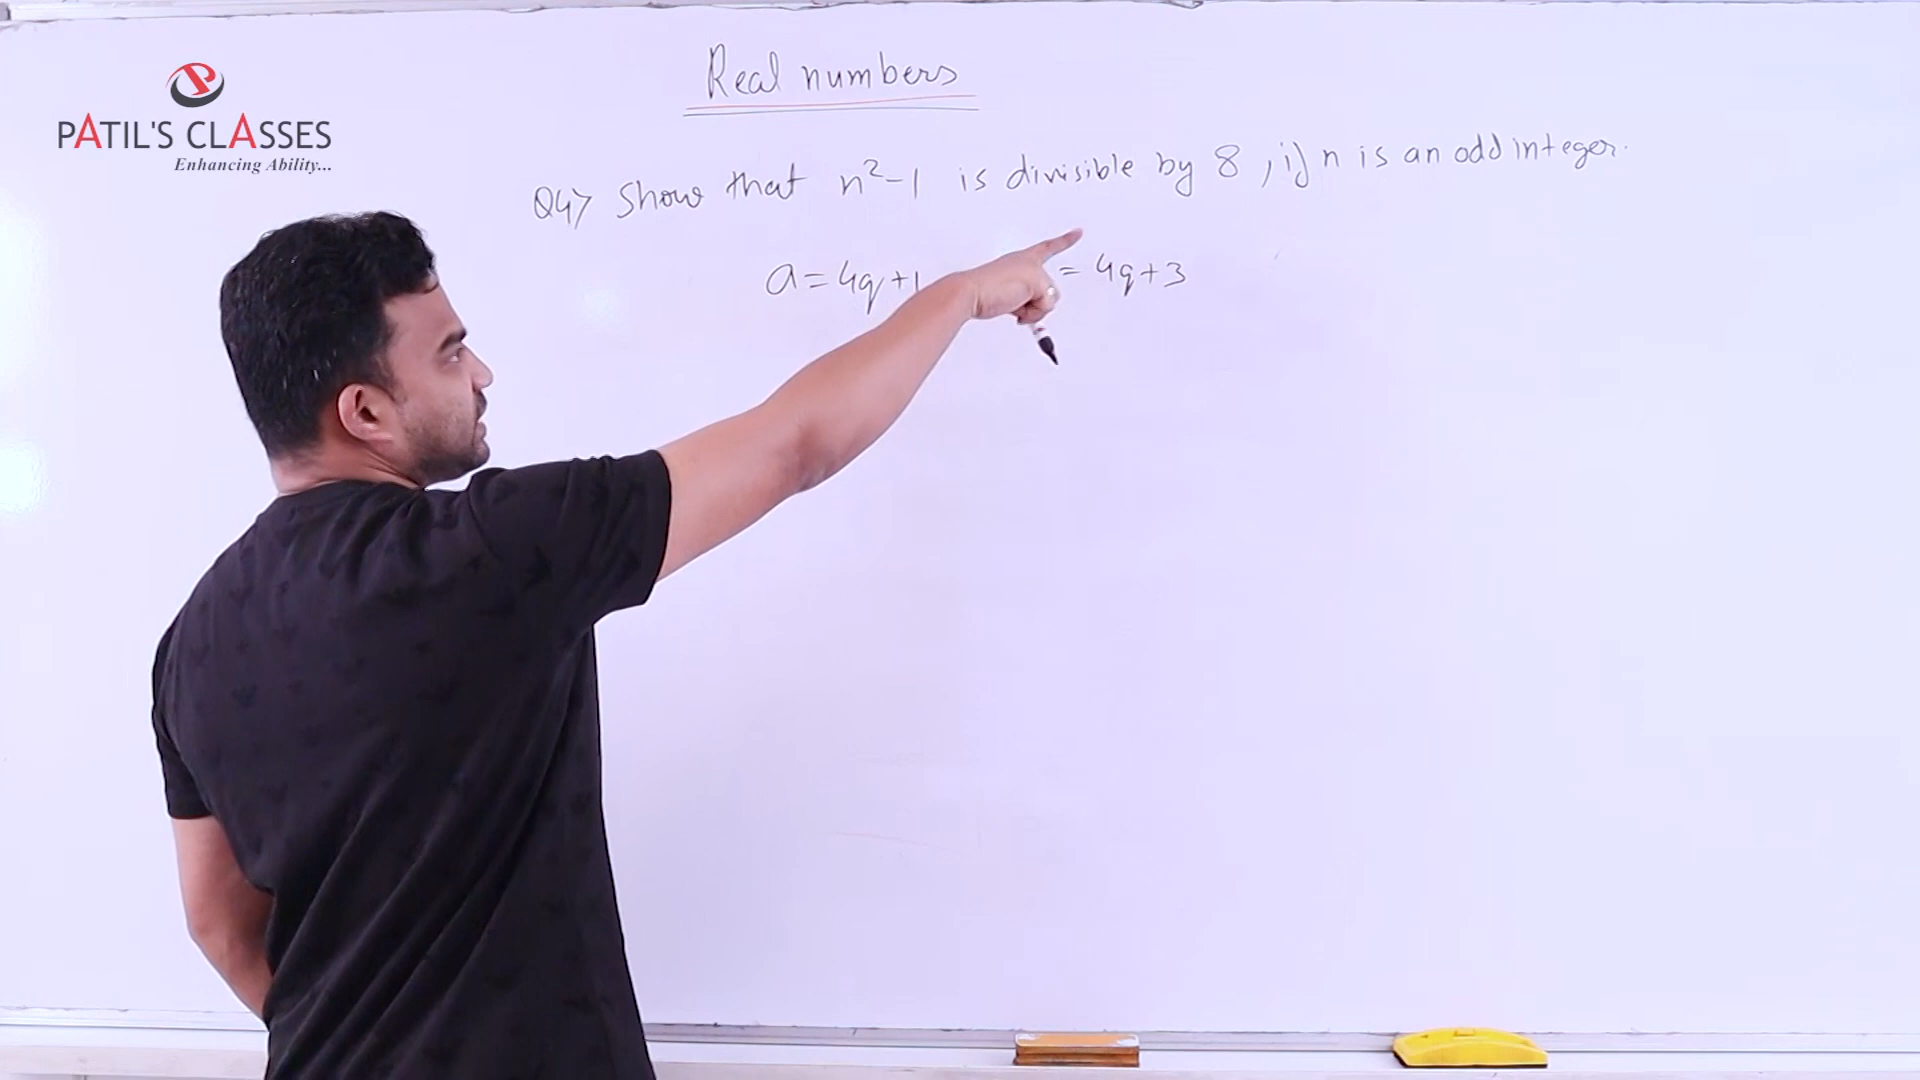 PATIL'S CLASSES
Enhancing Ability...
Real numbers
Q4> Show that n²-1 is divisible by 8, if n is an odd integer.
a = 4q+1 = 4q+3